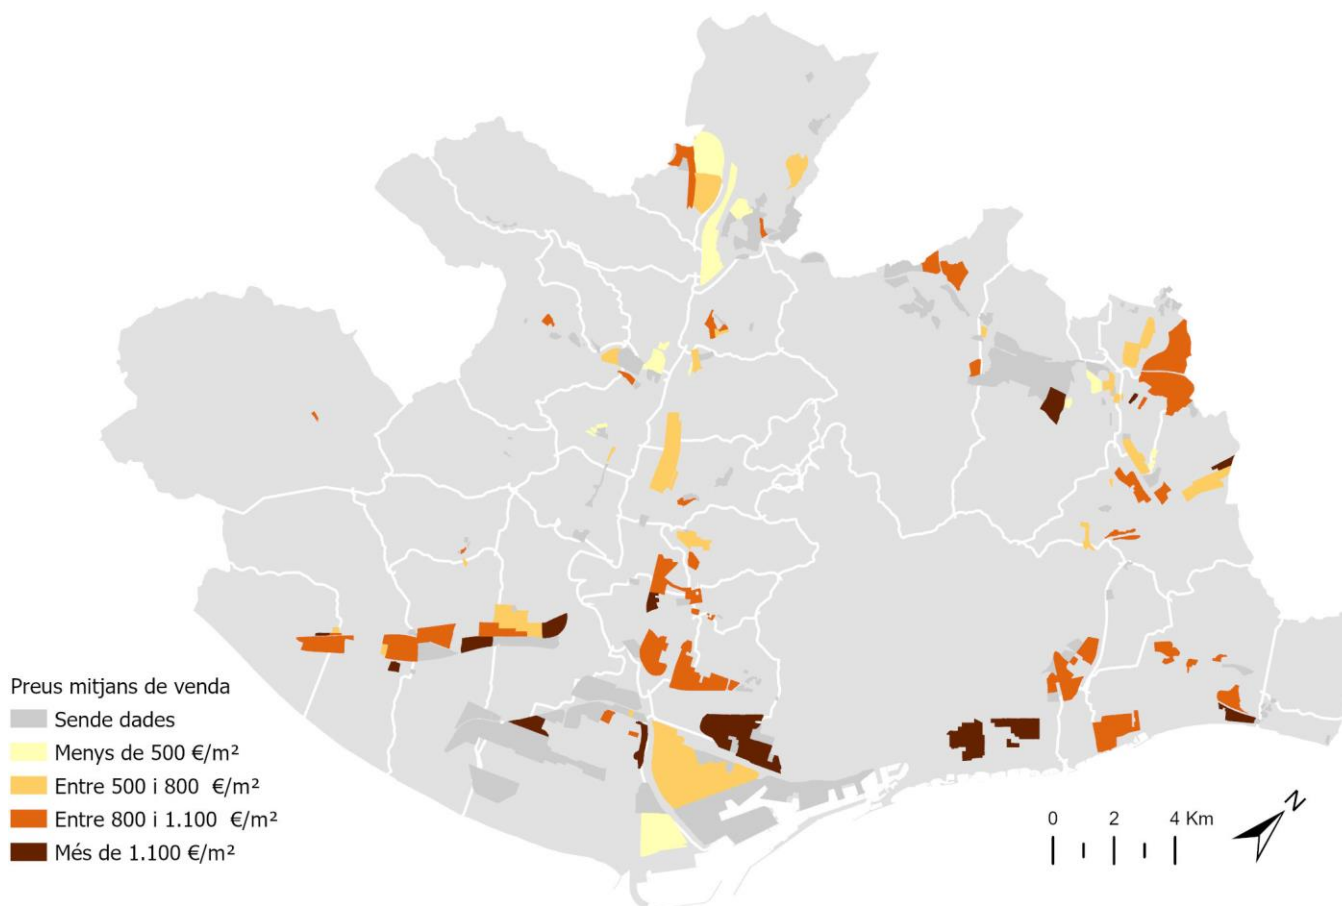 Preus mitjans de venda
Sende dades
Menys de 500 €/m²
Entre 500 i 800 €/m²
Entre 800 i 1.100 €/m²
Més de 1.100 €/m²
0 2 4 Km
N